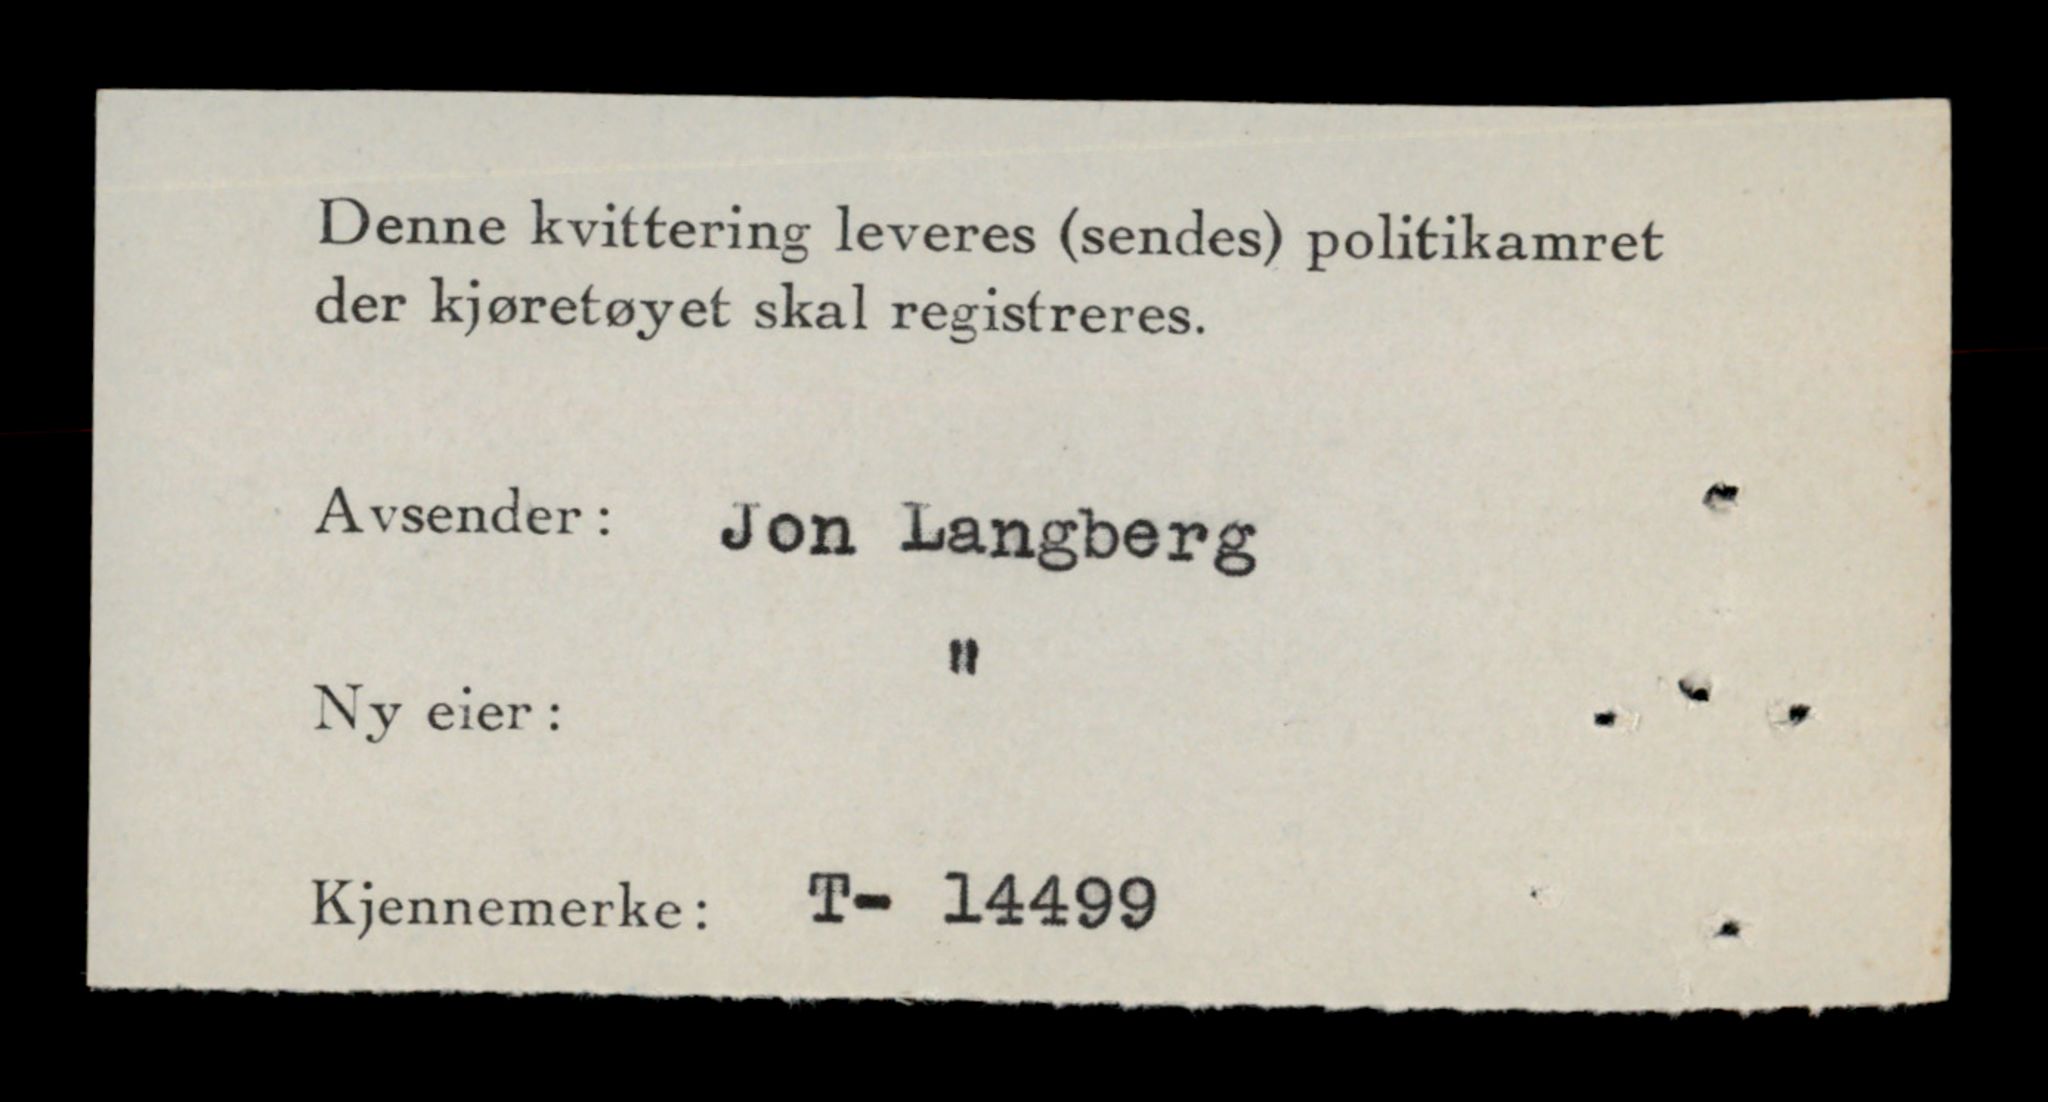 Denne kvittering leveres (sendes) politikamret
der kjøretøyet skal registreres.
Avsender: Jon Langberg
"
Ny eier:
Kjennemerke: T- 14499